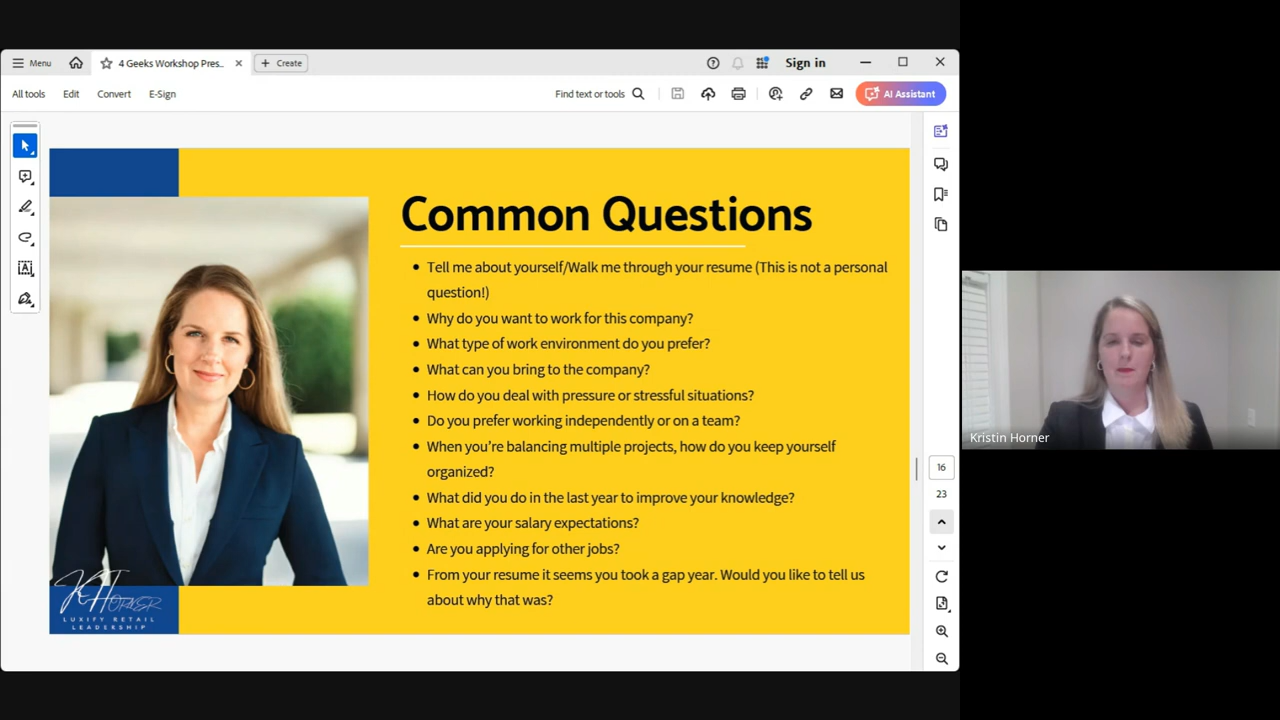 Menu
4 Geeks Workshop Pres..
Create
Sign in
All tools
Edit
Convert
E-Sign
Find text or tools
AI Assistant
Common Questions
Tell me about yourself/Walk me through your resume (This is not a personal
question!)
Why do you want to work for this company?
What type of work environment do you prefer?
What can you bring to the company?
How do you deal with pressure or stressful situations?
Do you prefer working independently or on a team?
When you're balancing multiple projects, how do you keep yourself
organized?
What did you do in the last year to improve your knowledge?
What are your salary expectations?
Are you applying for other jobs?
From your resume it seems you took a gap year. Would you like to tell us
about why that was?
KHorner
LUXIFY RETAIL
LEADERSHIP
16
23
Kristin Horner